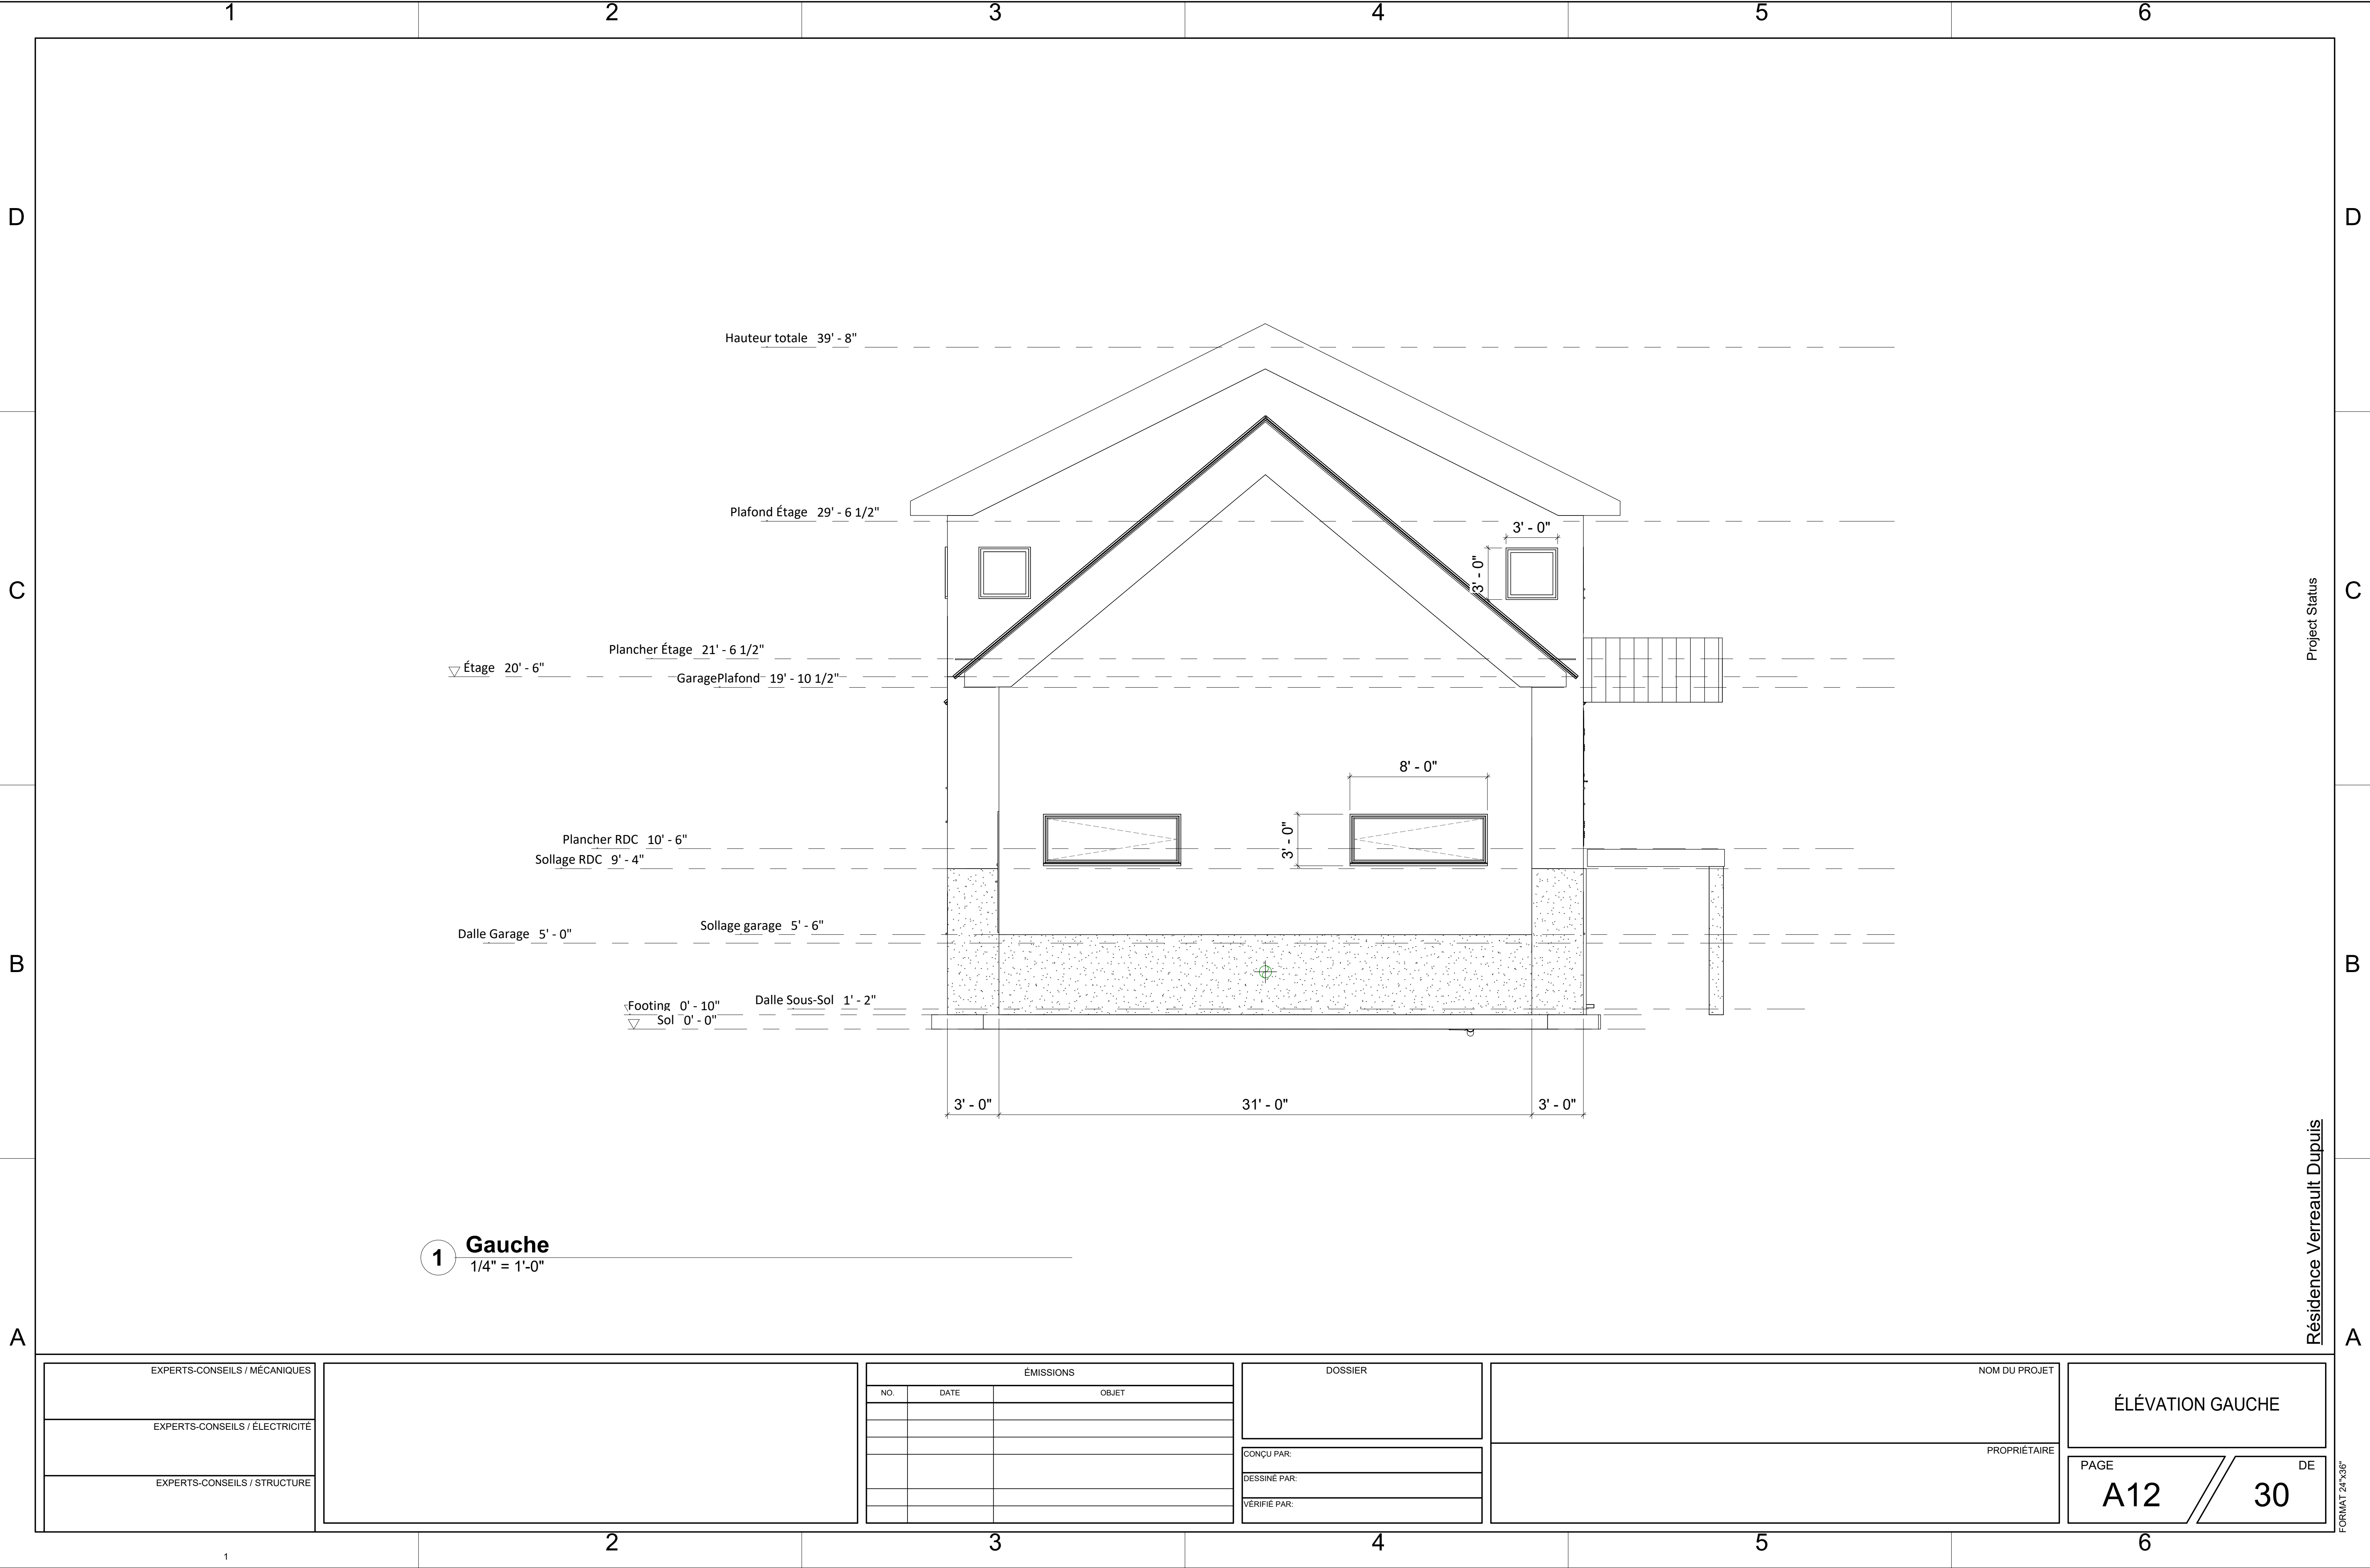 1 2 3 4 5 6
D D
Hauteur totale 39' - 8"
Plafond Étage 29' - 6 1/2"
3' - 0"
3' - 0"
C C
Project Status
Plancher Étage 21' - 6 1/2"
Étage 20' - 6"
GaragePlafond 19' - 10 1/2"
8' - 0"
3' - 0"
Plancher RDC 10' - 6"
Sollage RDC 9' - 4"
Sollage garage 5' - 6"
Dalle Garage 5' - 0"
B B
Dalle Sous-Sol 1' - 2"
Footing 0' - 10"
Sol 0' - 0"
3' - 0" 31' - 0" 3' - 0"
Résidence Verreault Dupuis
1 Gauche
1/4" = 1'-0"
A A
EXPERTS-CONSEILS / MÉCANIQUES
EXPERTS-CONSEILS / ÉLECTRICITÉ
EXPERTS-CONSEILS / STRUCTURE
ÉMISSIONS
NO. DATE OBJET
DOSSIER
CONÇU PAR:
DESSINÉ PAR:
VÉRIFIÉ PAR:
NOM DU PROJET
PROPRIÉTAIRE
ÉLÉVATION GAUCHE
PAGE DE
A12 30
FORMAT 24"x36"
1 2 3 4 5 6